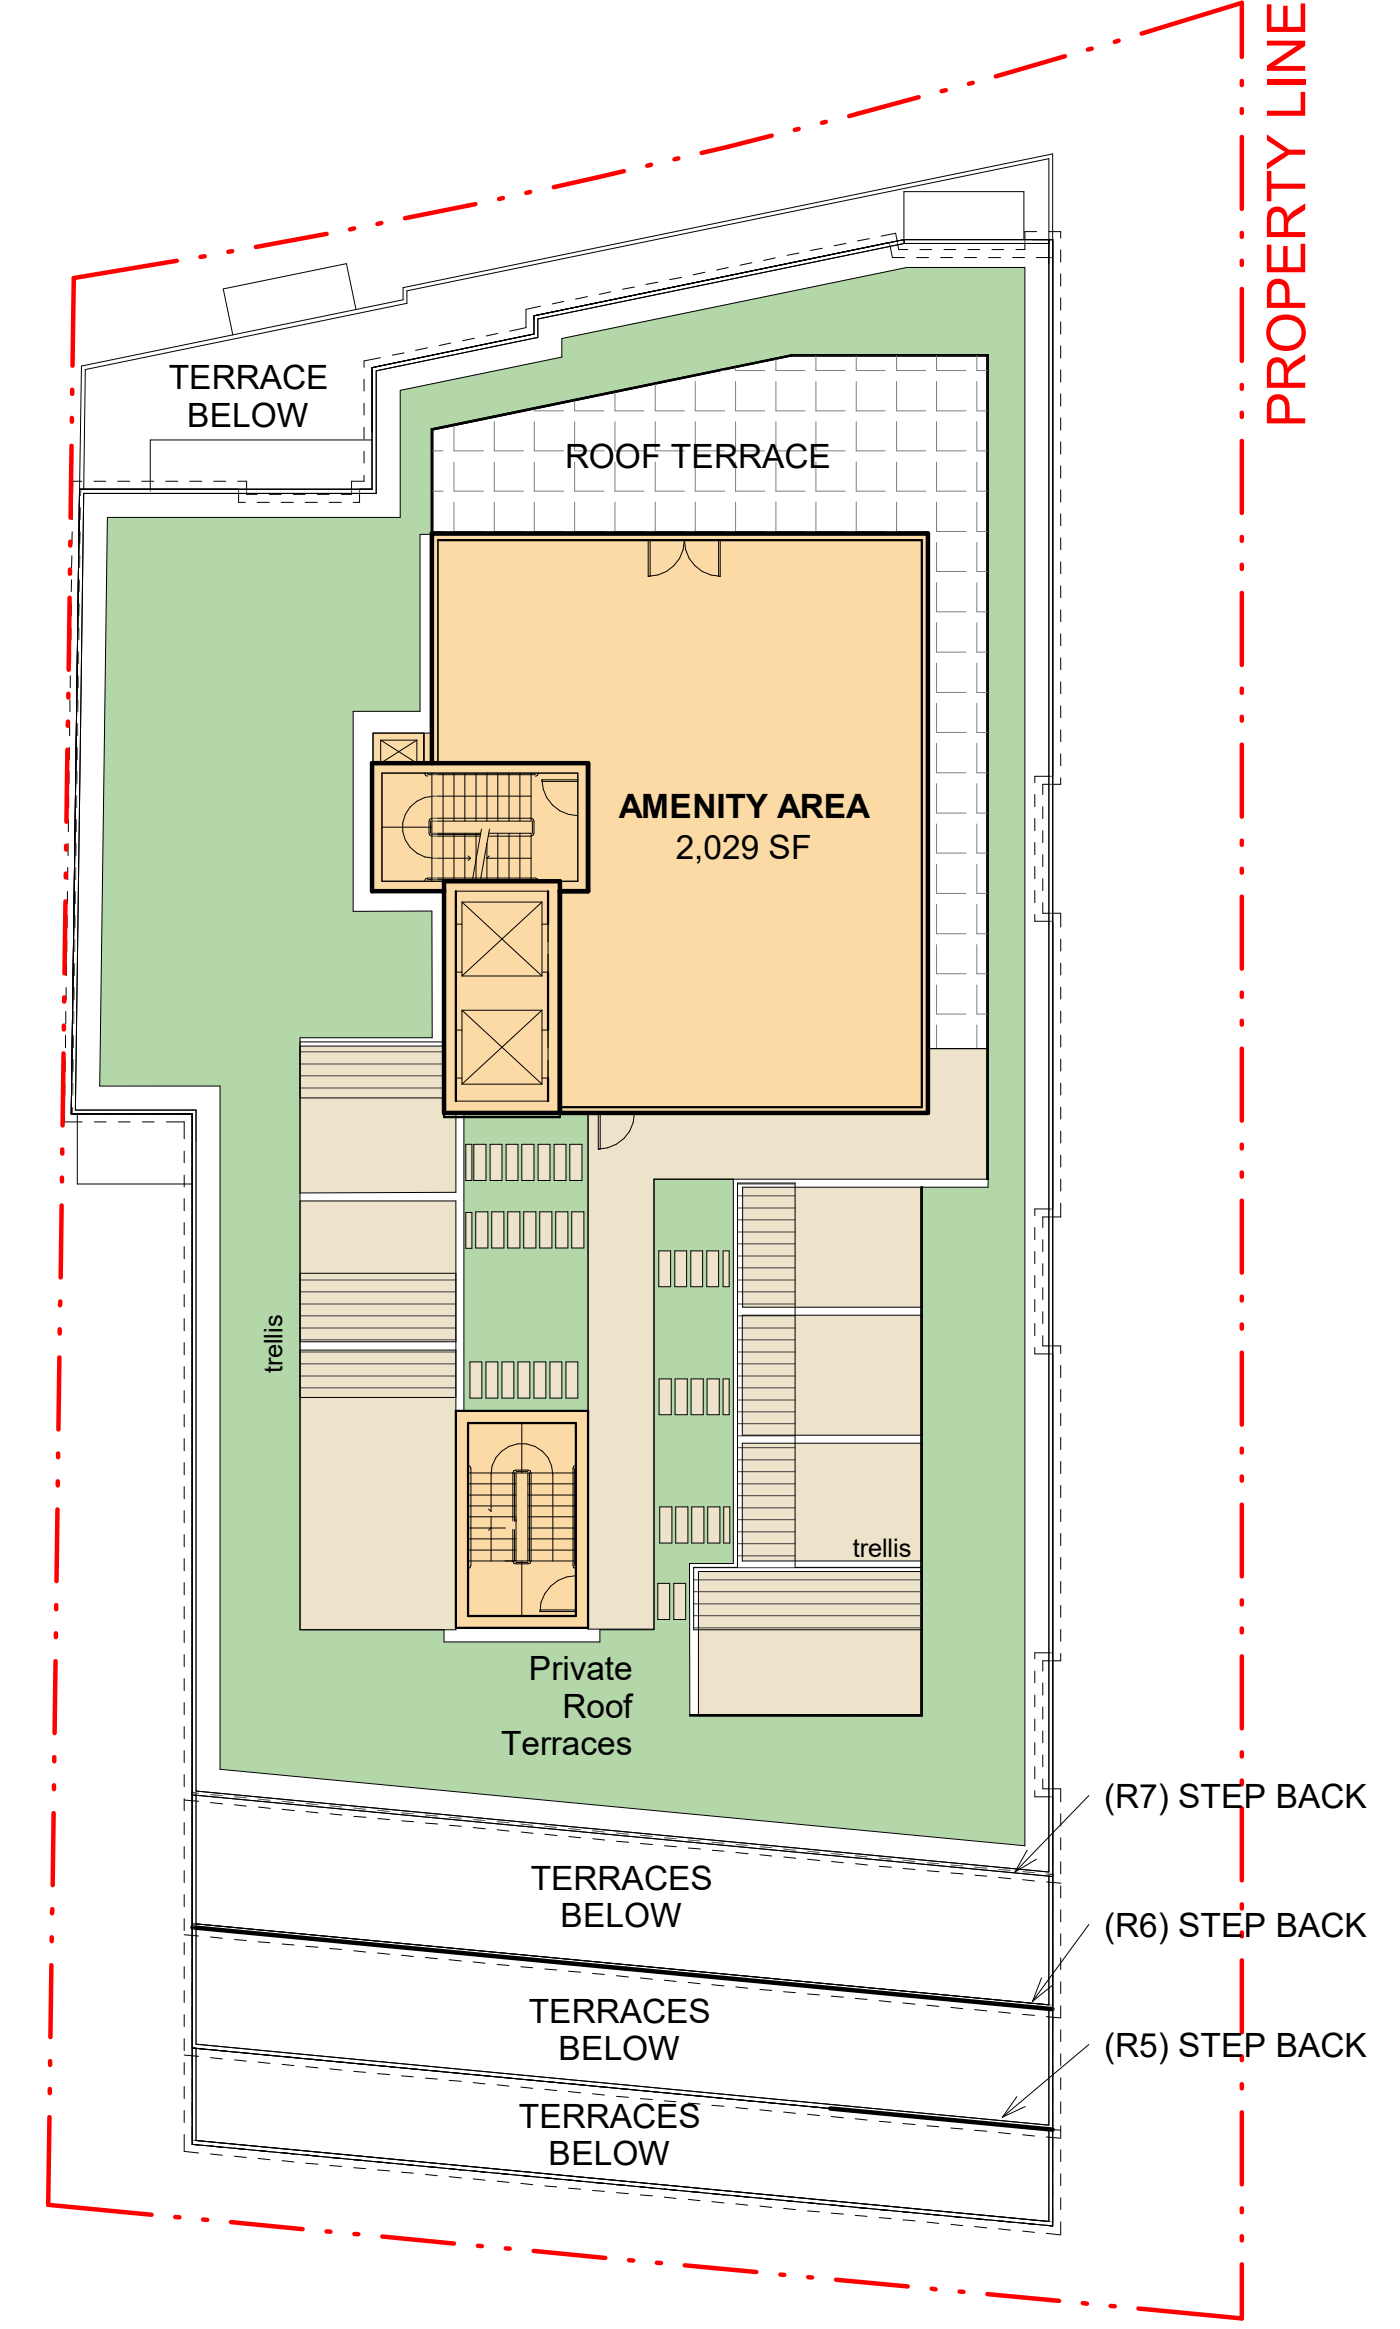 PROPERTY LINE
TERRACE
BELOW
ROOF TERRACE
AMENITY AREA
2,029 SF
trellis
trellis
Private
Roof
Terraces
(R7) STEP BACK
TERRACES
BELOW
(R6) STEP BACK
TERRACES
BELOW
(R5) STEP BACK
TERRACES
BELOW